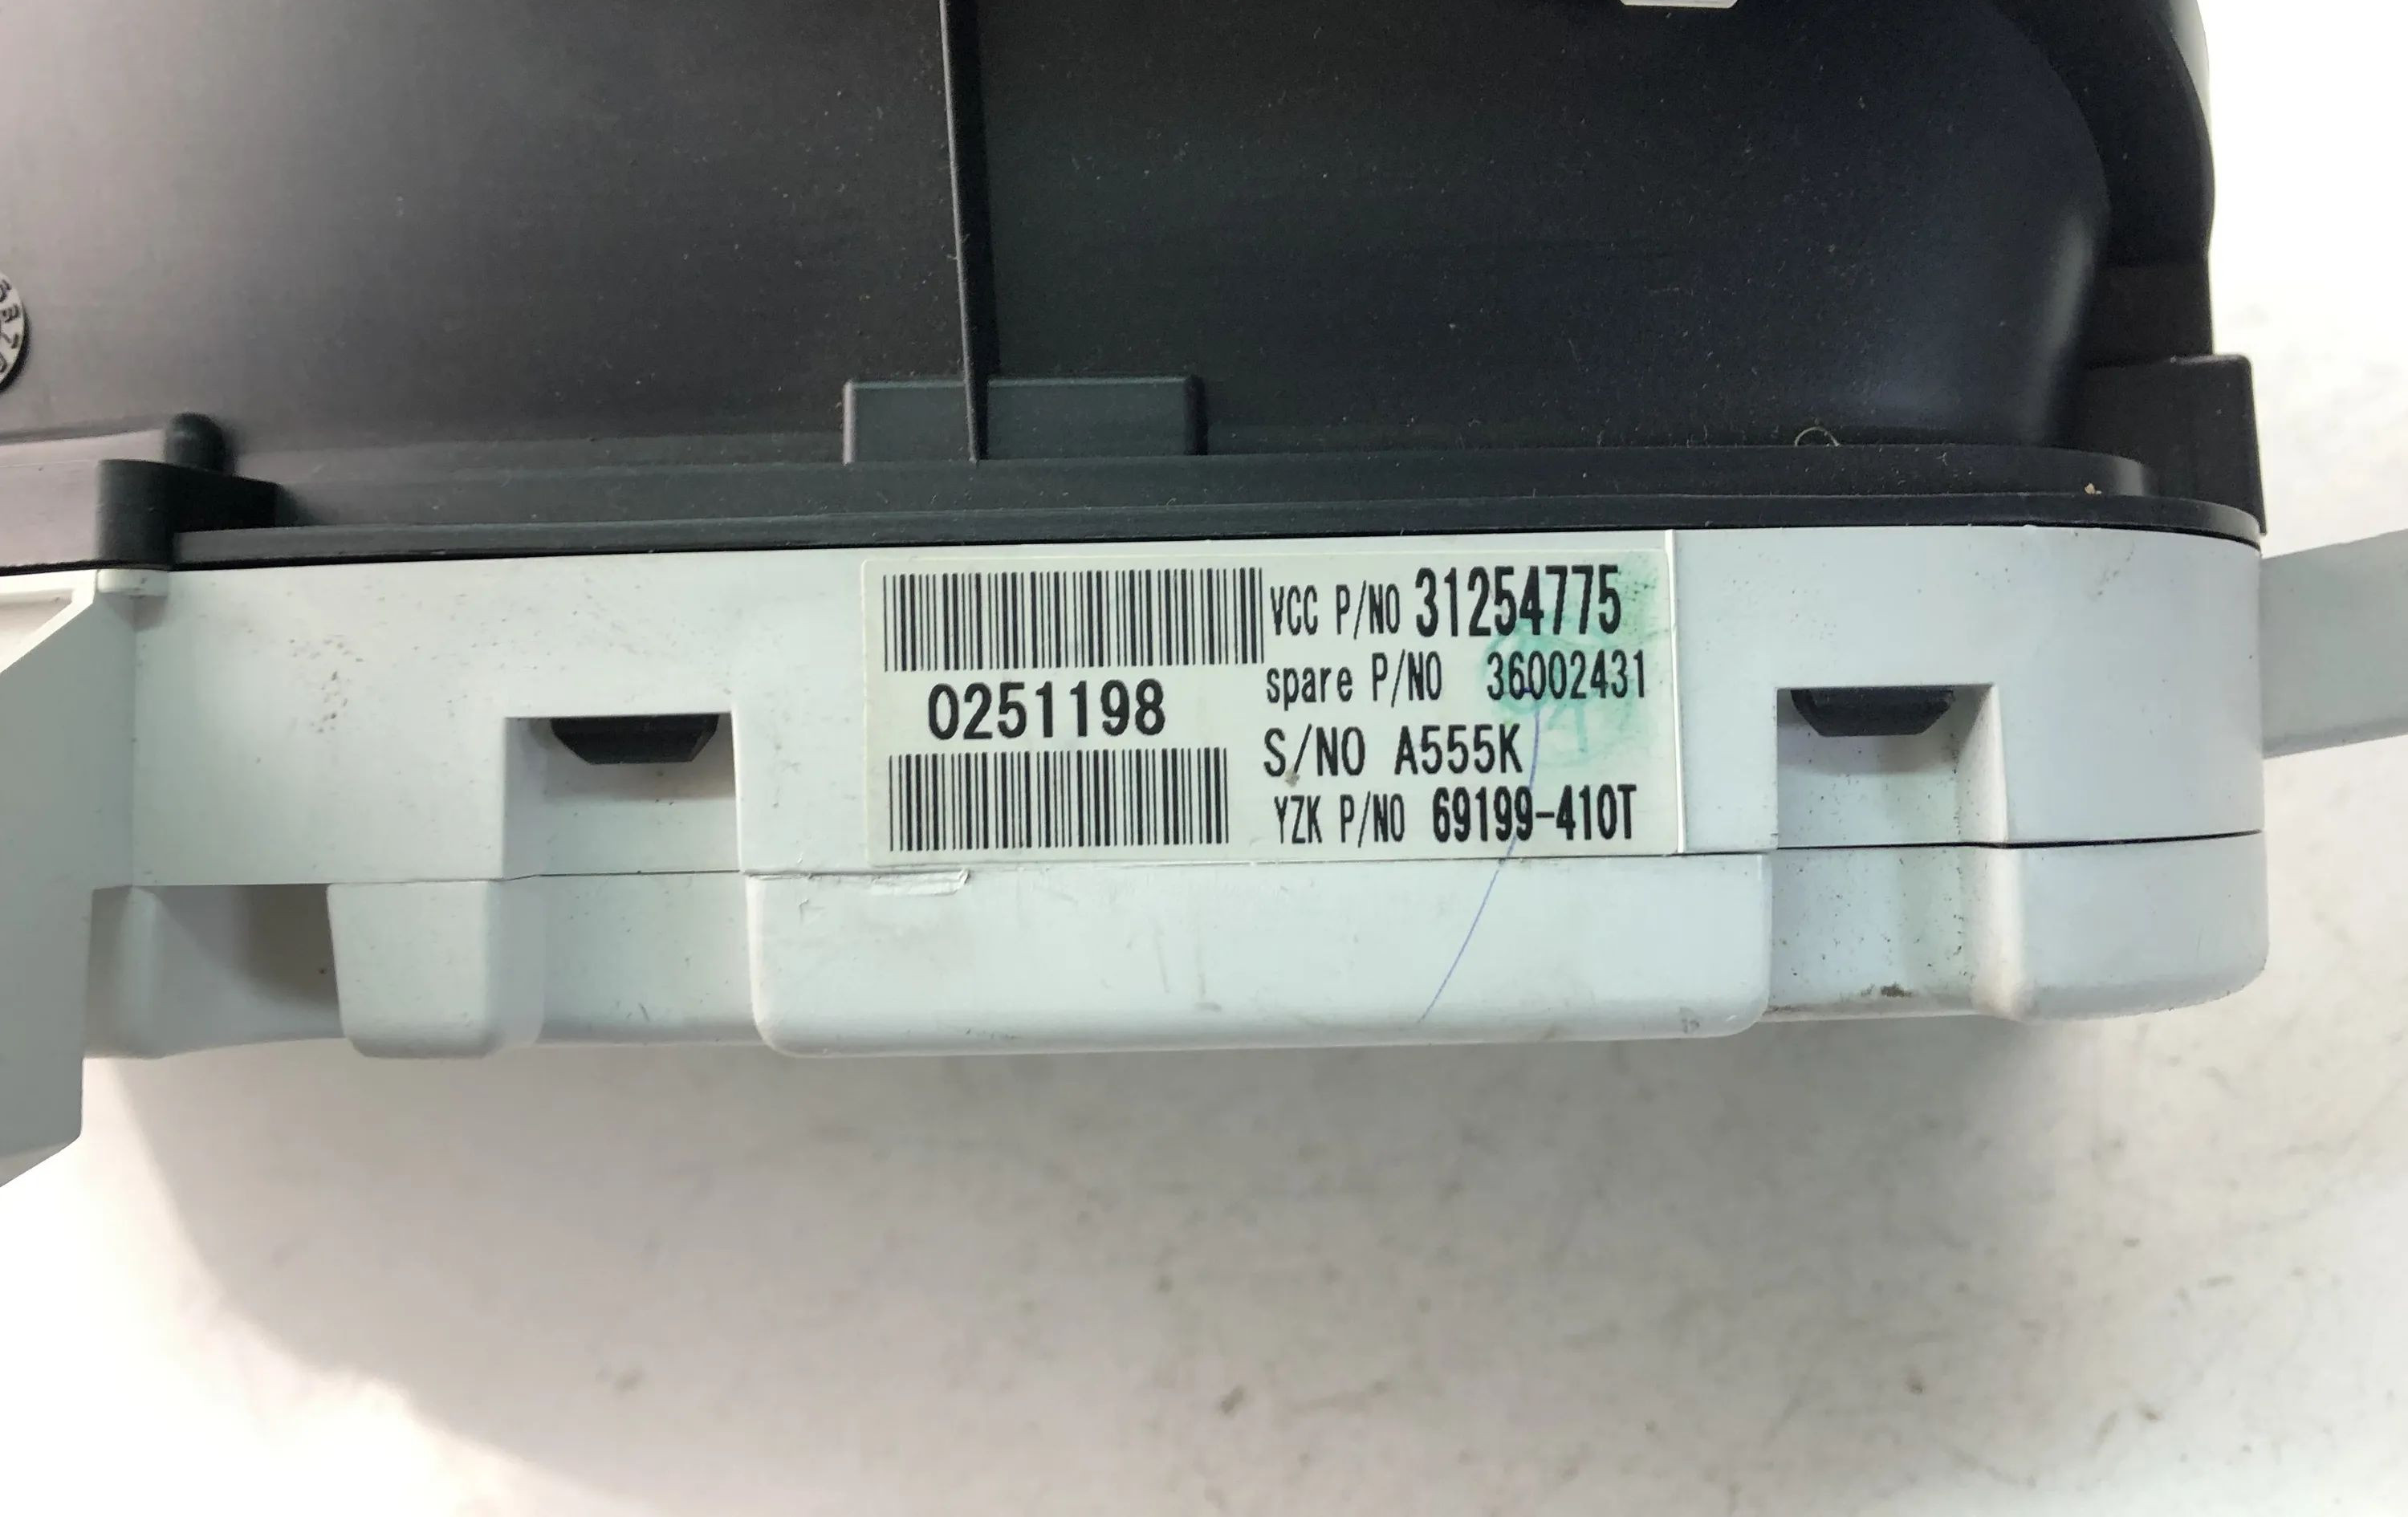 0251198
VCC P/NO 31254775
spare P/NO 36002431
S/NO A555K
YZK P/NO 69199-410T